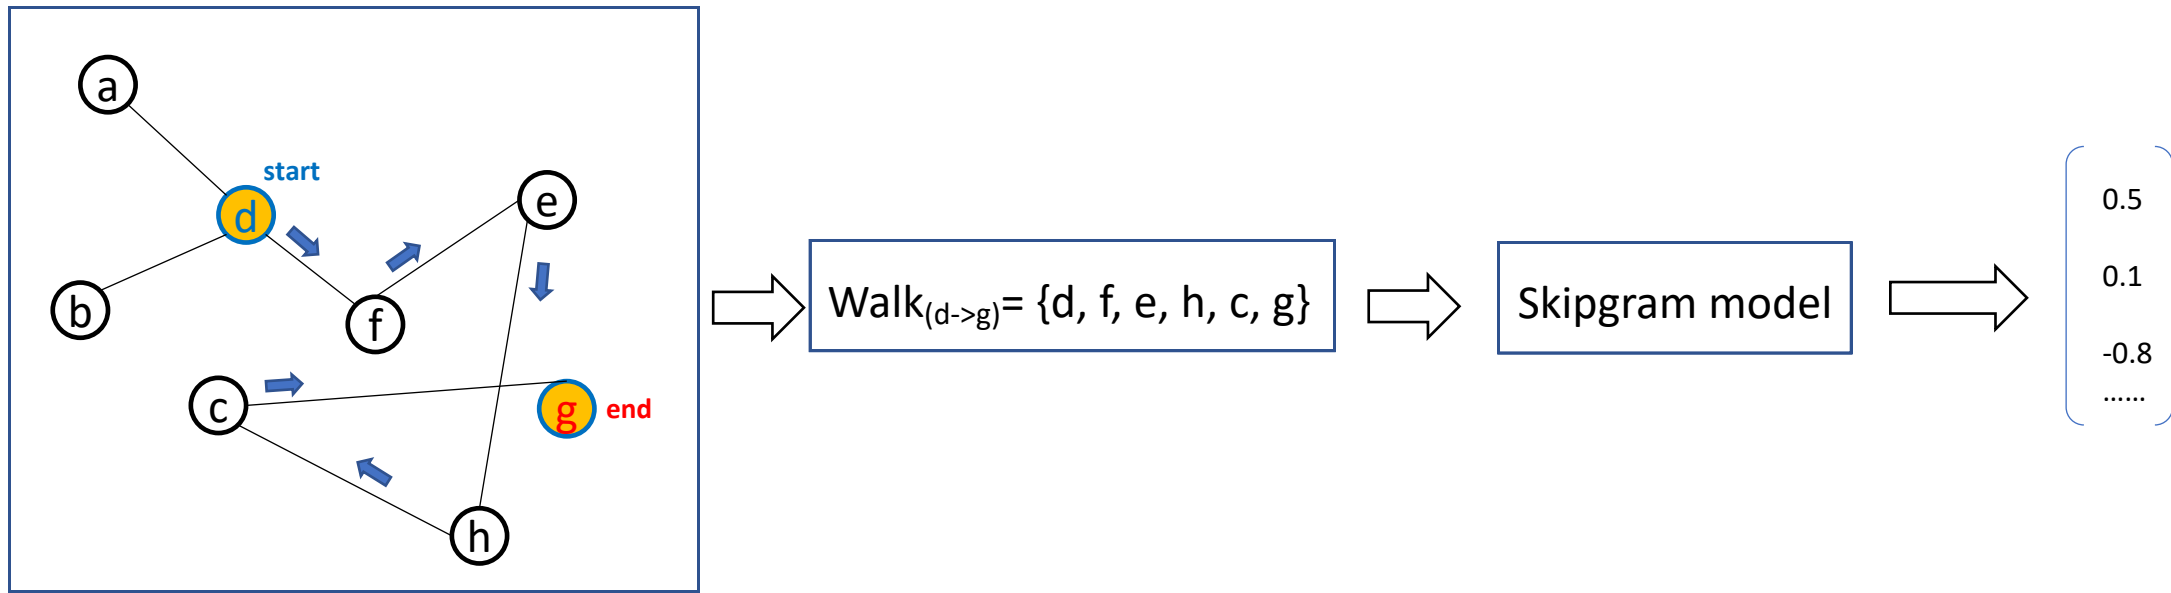 a
start
d
e
b
f
c
g
end
h
Walk(d->g)= {d, f, e, h, c, g}
Skipgram model
0.5
0.1
-0.8
......